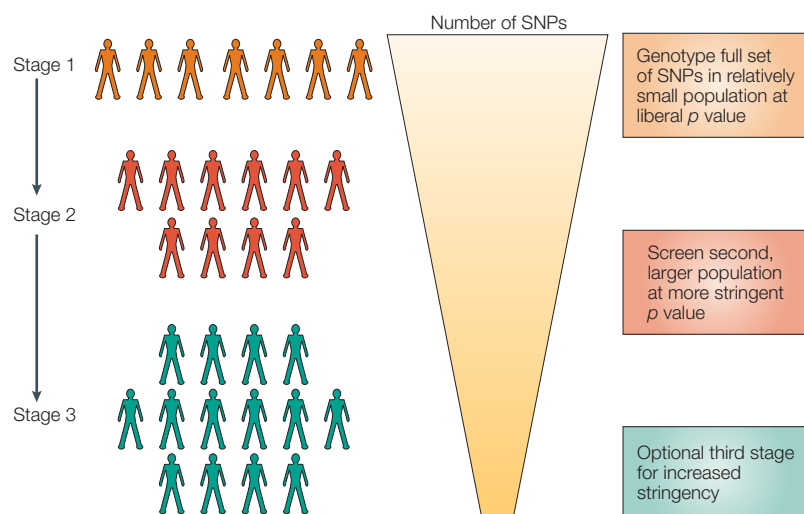 Number of SNPs
Stage 1
Genotype full set
of SNPs in relatively
small population at
liberal p value
Stage 2
Screen second,
larger population
at more stringent
p value
Stage 3
Optional third stage
for increased
stringency